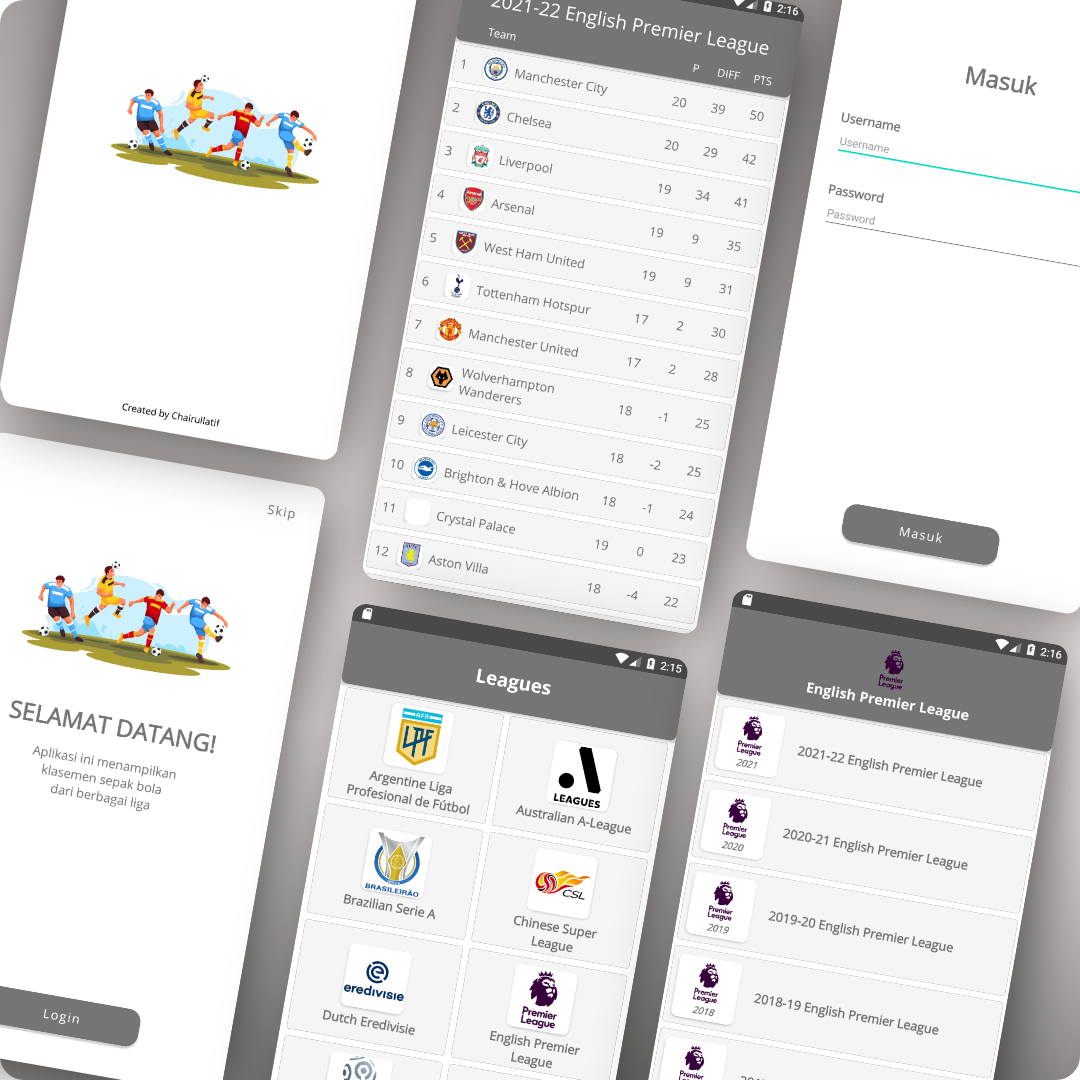 Created by Chairullatif
Skip
SELAMAT DATANG!
Aplikasi ini menampilkan
klasemen sepak bola
dari berbagai liga
Login
2:16
2021-22 English Premier League
Team P DIFF PTS
1 Manchester City 20 39 50
2 Chelsea 20 29 42
3 Liverpool 19 34 41
4 Arsenal 19 9 35
5 West Ham United 19 9 31
6 Tottenham Hotspur 17 2 30
7 Manchester United 17 2 28
8 Wolverhampton
Wanderers 18 -1 25
9 Leicester City 18 -2 25
10 Brighton & Hove Albion 18 -1 24
11 Crystal Palace 19 0 23
12 Aston Villa 18 -4 22
Masuk
Username
Username
Password
Password
Masuk
2:15
Leagues
AFA
LPF
Argentine Liga
Profesional de Fútbol
LEAGUES
Australian A-League
BRASILEIRÃO
Brazilian Serie A
CSL
Chinese Super
League
eredivisie
Dutch Eredivisie
Premier
League
English Premier
League
2:16
Premier
League
English Premier League
Premier
League
2021
2021-22 English Premier League
Premier
League
2020
2020-21 English Premier League
Premier
League
2019
2019-20 English Premier League
Premier
League
2018
2018-19 English Premier League
Premier